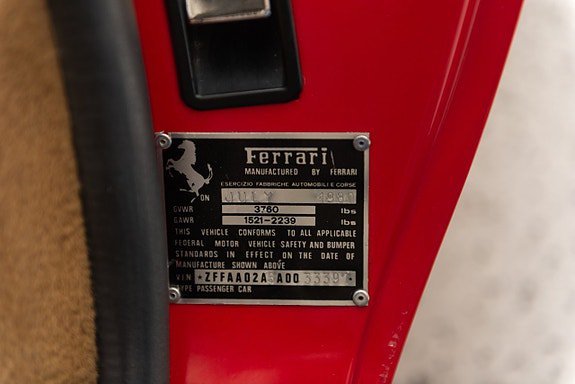 Ferrari
MANUFACTURED BY FERRARI
ESERCIZIO FABBRICHE AUTOMOBILI E CORSE
ON JULY
GVWR 3760 lbs
GAWR 1521-2239 lbs
THIS VEHICLE CONFORMS TO ALL APPLICABLE
FEDERAL MOTOR VEHICLE SAFETY AND BUMPER
STANDARDS IN EFFECT ON THE DATE OF
MANUFACTURE SHOWN ABOVE
VIN
TYPE PASSENGER CAR